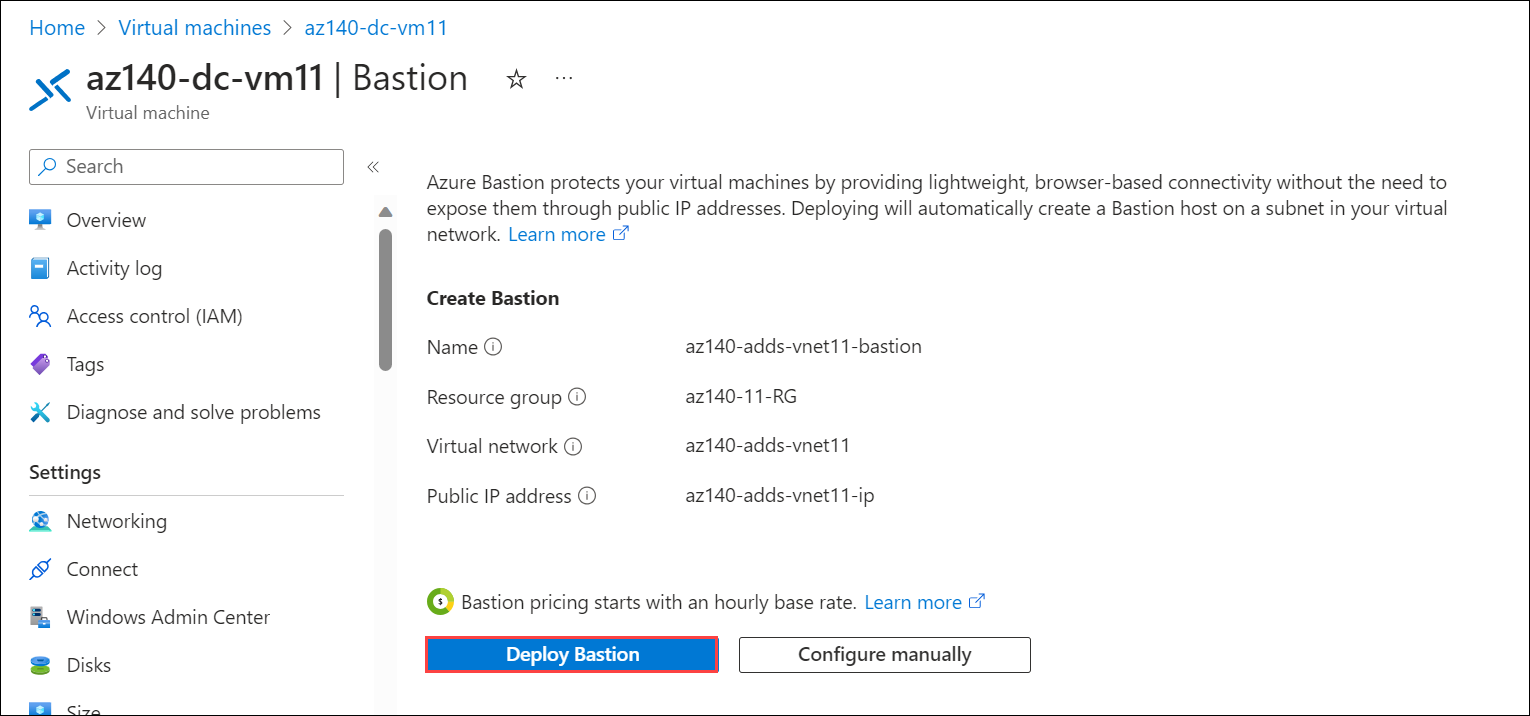 Home > Virtual machines > az140-dc-vm11
az140-dc-vm11 | Bastion
Virtual machine
Search
Overview
Activity log
Access control (IAM)
Tags
Diagnose and solve problems
Settings
Networking
Connect
Windows Admin Center
Disks
Size
Azure Bastion protects your virtual machines by providing lightweight, browser-based connectivity without the need to
expose them through public IP addresses. Deploying will automatically create a Bastion host on a subnet in your virtual
network. Learn more
Create Bastion
Name az140-adds-vnet11-bastion
Resource group az140-11-RG
Virtual network az140-adds-vnet11
Public IP address az140-adds-vnet11-ip
Bastion pricing starts with an hourly base rate. Learn more
Deploy Bastion Configure manually